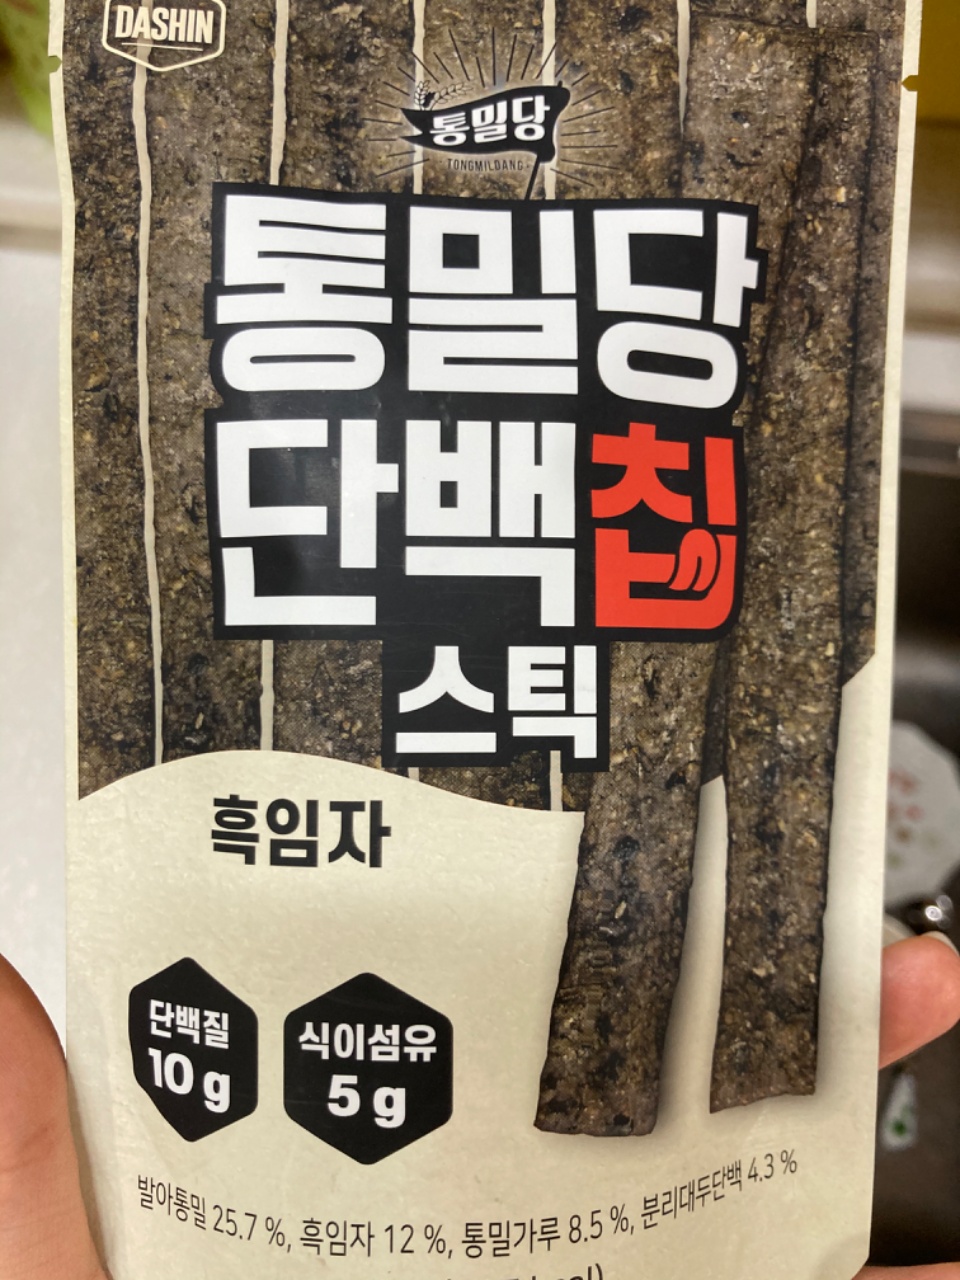 DASHIN
통밀당
TONGMILDANG
통밀당
단백칩
스틱
흑임자
단백질
10 g
식이섬유
5 g
발아통밀 25.7 %, 흑임자 12 %, 통밀가루 8.5 %, 분리대두단백 4.3 %